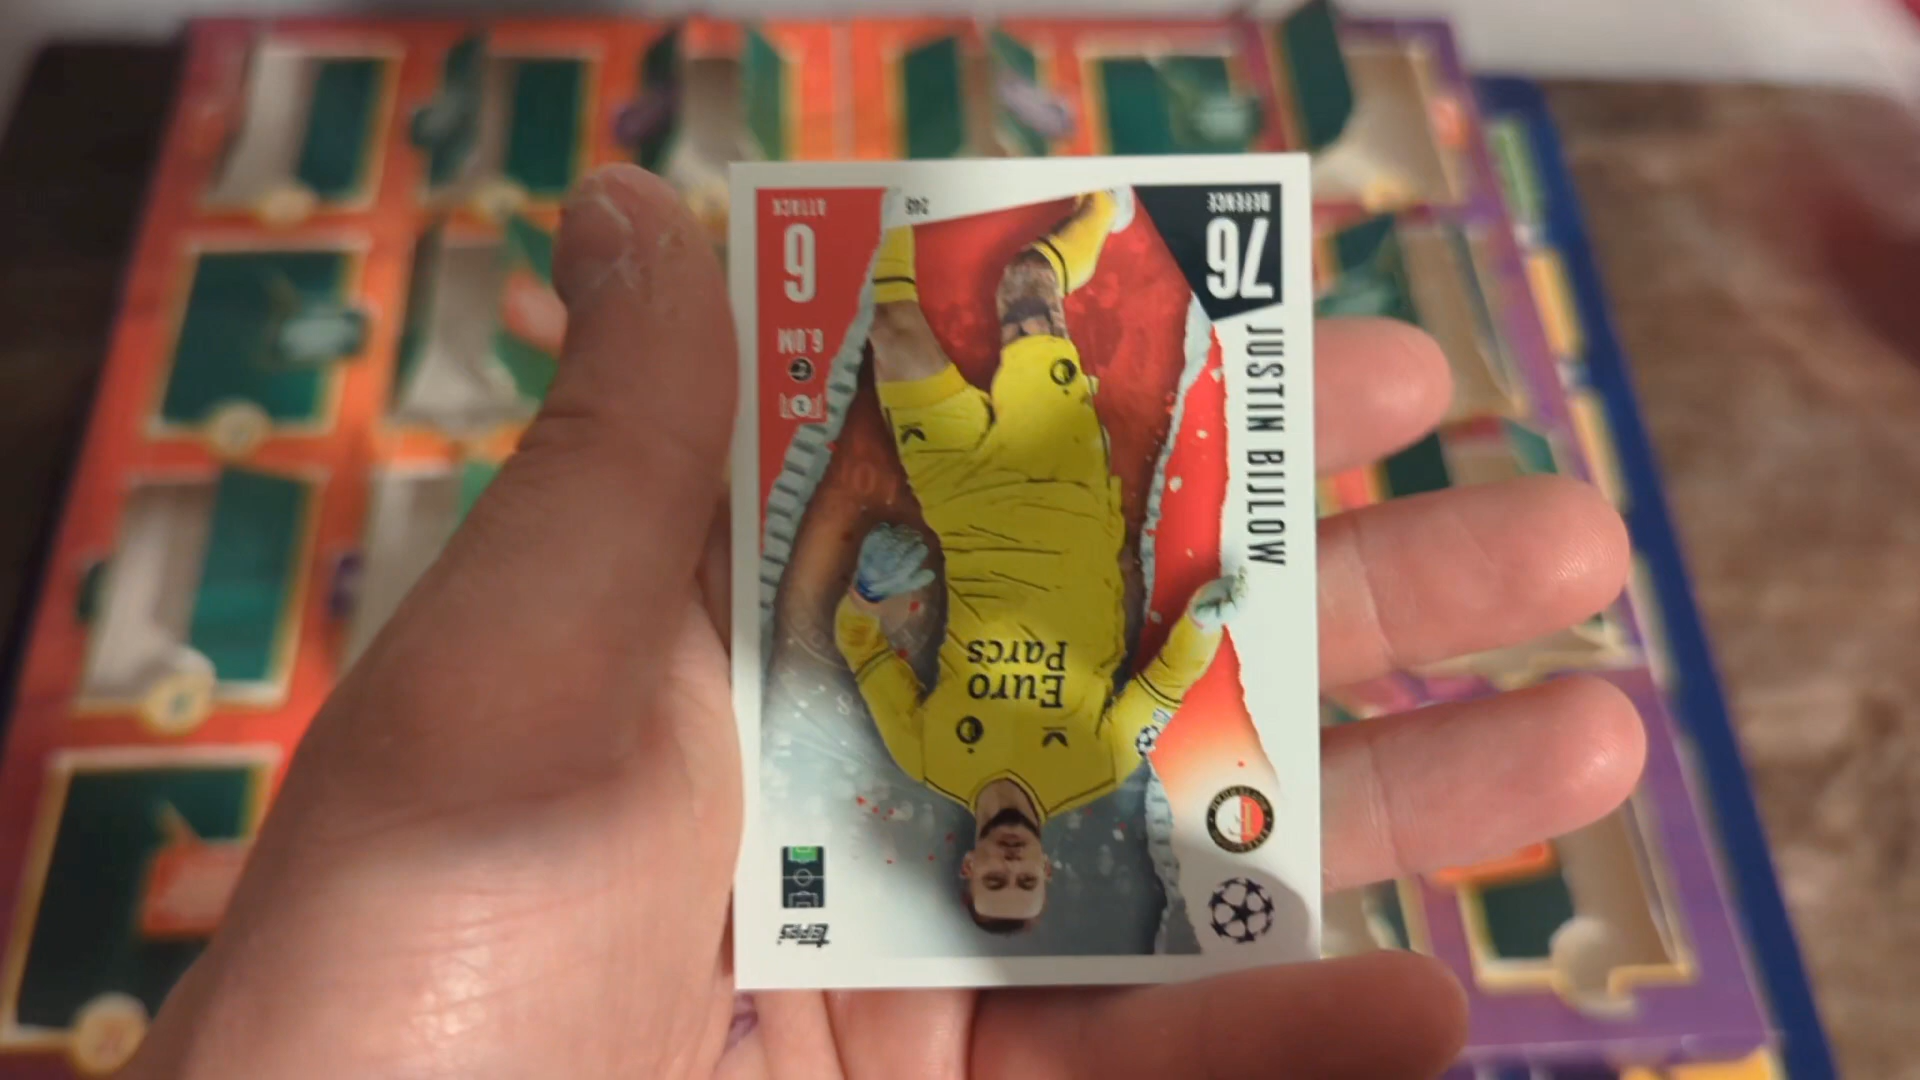 topps
Euro
Parcs
JUSTIN BIJLOW
6.0M
76
DEFENCE
6
ATTACK
245